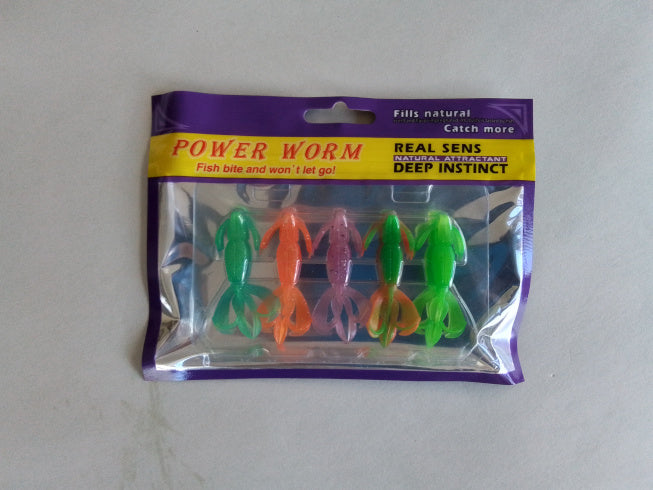 Fills natural
Catch more
POWER WORM
Fish bite and won't let go!
REAL SENS
NATURAL ATTRACTANT
DEEP INSTINCT